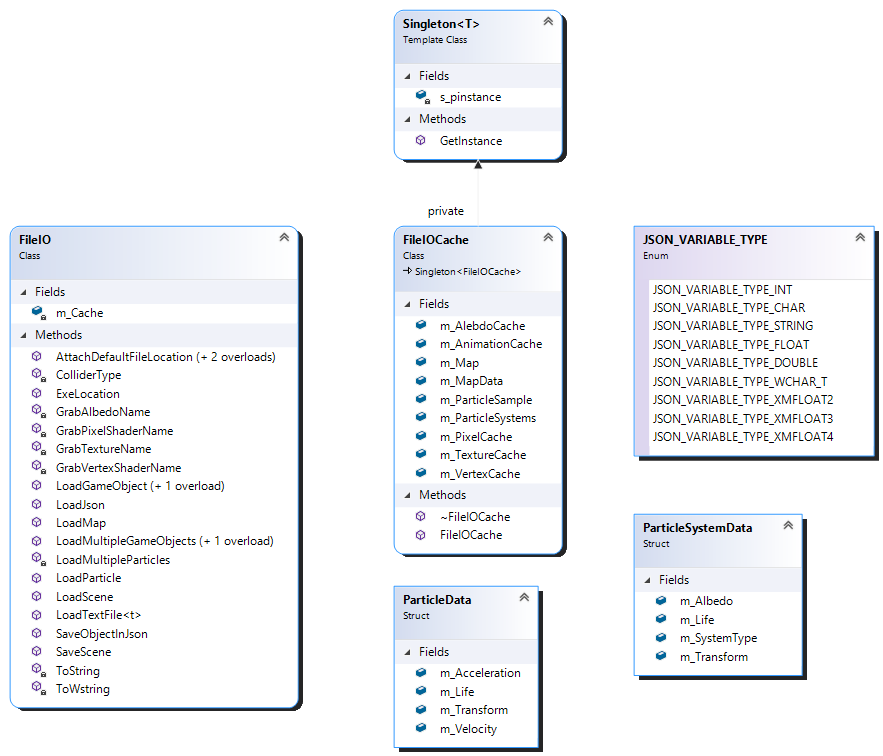 Singleton<T>
Template Class
Fields
s_pinstance
Methods
GetInstance
private
FileIO
Class
Fields
m_Cache
Methods
AttachDefaultFileLocation (+ 2 overloads)
ColliderType
ExeLocation
GrabAlbedoName
GrabPixelShaderName
GrabTextureName
GrabVertexShaderName
LoadGameObject (+ 1 overload)
LoadJson
LoadMap
LoadMultipleGameObjects (+ 1 overload)
LoadMultipleParticles
LoadParticle
LoadScene
LoadTextFile<t>
SaveObjectInJson
SaveScene
ToString
ToWstring
FileIOCache
Class
Singleton<FileIOCache>
Fields
m_AlebdoCache
m_AnimationCache
m_Map
m_MapData
m_ParticleSample
m_ParticleSystems
m_PixelCache
m_TextureCache
m_VertexCache
Methods
~FileIOCache
FileIOCache
JSON_VARIABLE_TYPE
Enum
JSON_VARIABLE_TYPE_INT
JSON_VARIABLE_TYPE_CHAR
JSON_VARIABLE_TYPE_STRING
JSON_VARIABLE_TYPE_FLOAT
JSON_VARIABLE_TYPE_DOUBLE
JSON_VARIABLE_TYPE_WCHAR_T
JSON_VARIABLE_TYPE_XMFLOAT2
JSON_VARIABLE_TYPE_XMFLOAT3
JSON_VARIABLE_TYPE_XMFLOAT4
ParticleData
Struct
Fields
m_Acceleration
m_Life
m_Transform
m_Velocity
ParticleSystemData
Struct
Fields
m_Albedo
m_Life
m_SystemType
m_Transform